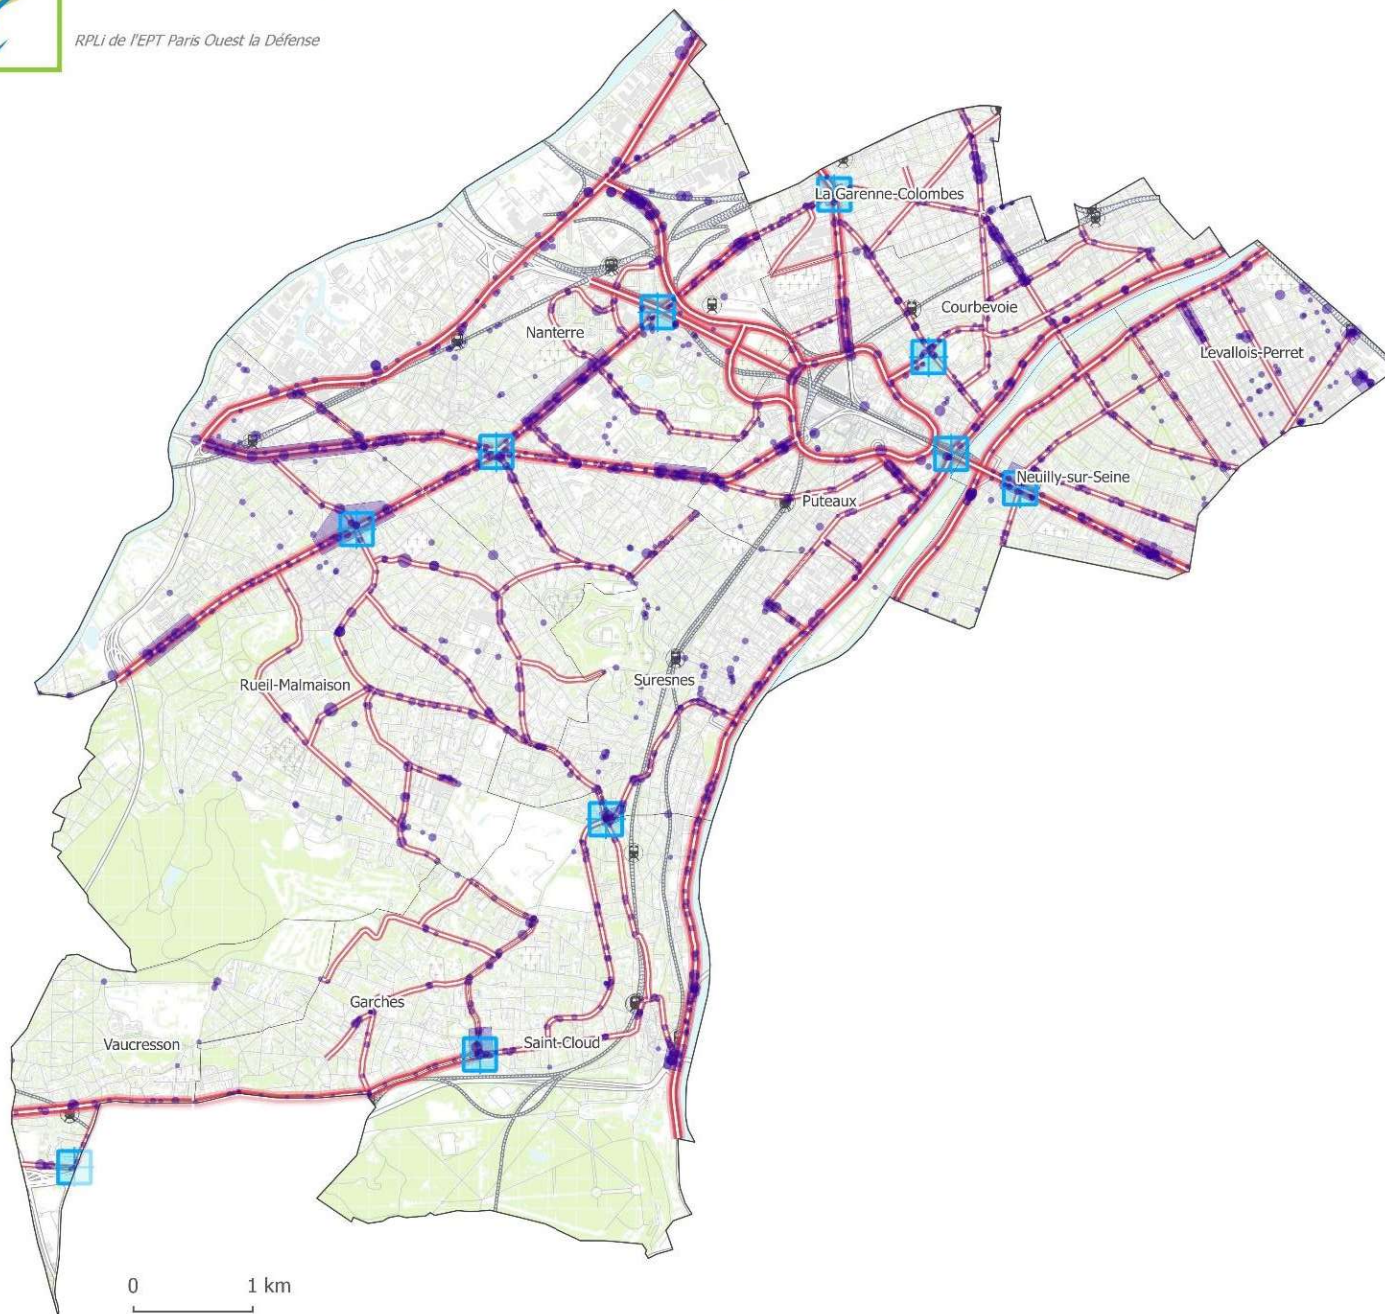 RPLi de l'EPT Paris Ouest la Défense
La Garenne-Colombes
Courbevoie
Nanterre
Levallois-Perret
Neuilly-sur-Seine
Puteaux
Suresnes
Rueil-Malmaison
Garches
Saint-Cloud
Vaucresson
0 1 km